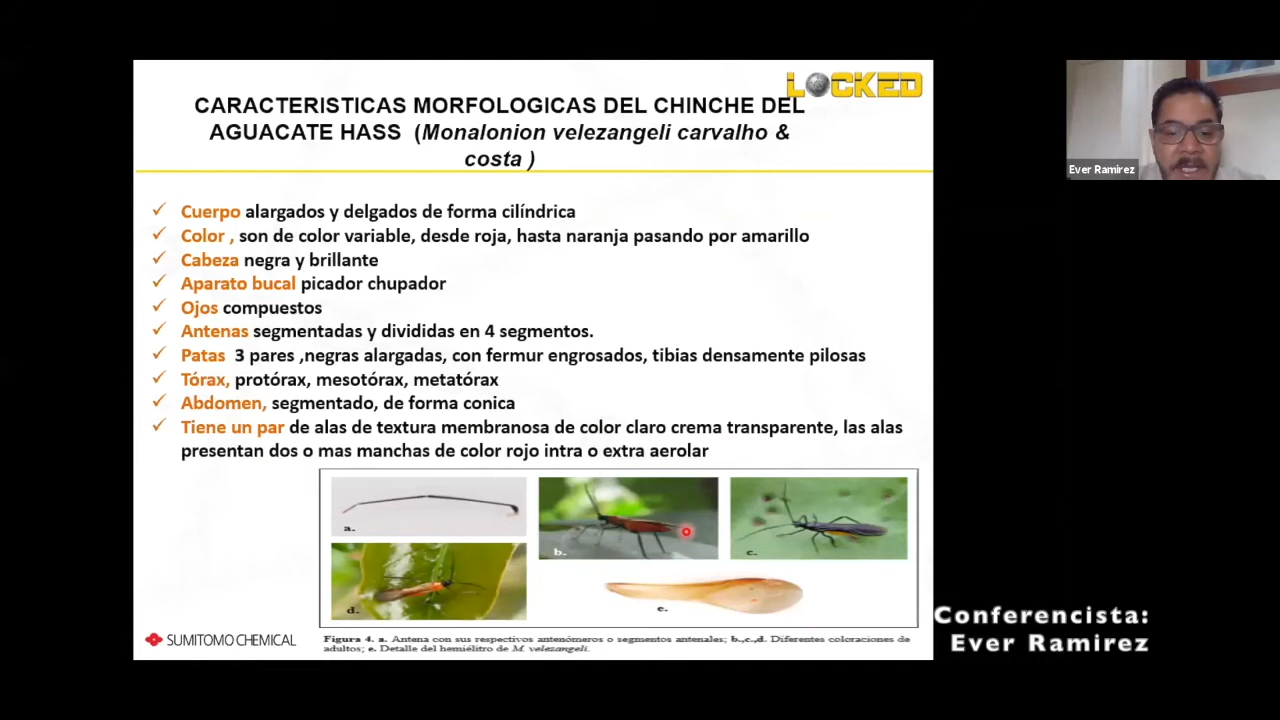 LOCKED
CARACTERISTICAS MORFOLOGICAS DEL CHINCHE DEL
AGUACATE HASS (Monalonion velezangeli carvalho &
costa )
Cuerpo alargados y delgados de forma cilíndrica
Color , son de color variable, desde roja, hasta naranja pasando por amarillo
Cabeza negra y brillante
Aparato bucal picador chupador
Ojos compuestos
Antenas segmentadas y divididas en 4 segmentos.
Patas 3 pares ,negras alargadas, con fermur engrosados, tibias densamente pilosas
Tórax, protórax, mesotórax, metatórax
Abdomen, segmentado, de forma conica
Tiene un par de alas de textura membranosa de color claro crema transparente, las alas
presentan dos o mas manchas de color rojo intra o extra aerolar
a.
b.
c.
d.
e.
Figura 4. a. Antena con sus respectivos antenómeros o segmentos antenales; b.,c.,d. Diferentes coloraciones de
adultos; e. Detalle del hemiélitro de M. velezangeli.
SUMITOMO CHEMICAL
Ever Ramirez
Conferencista:
Ever Ramirez